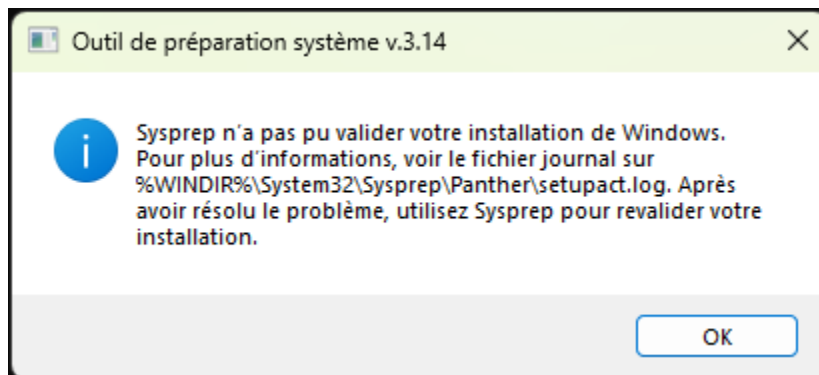 Outil de préparation système v.3.14
Sysprep n'a pas pu valider votre installation de Windows.
Pour plus d'informations, voir le fichier journal sur
%WINDIR%\System32\Sysprep\Panther\setupact.log. Après
avoir résolu le problème, utilisez Sysprep pour revalider votre
installation.
OK